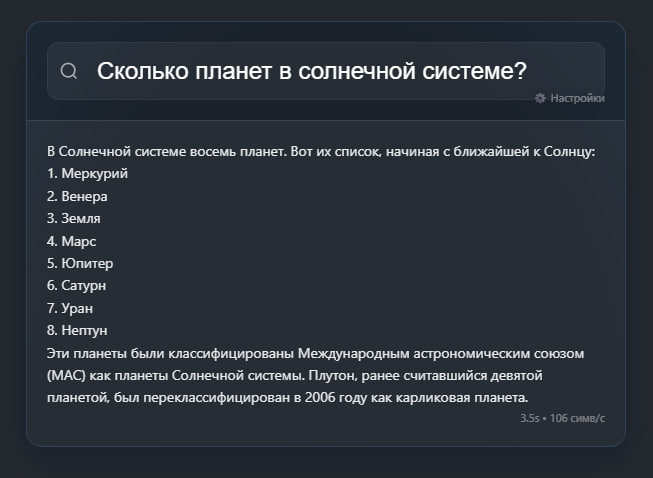 Сколько планет в солнечной системе?
Настройки
В Солнечной системе восемь планет. Вот их список, начиная с ближайшей к Солнцу:
1. Меркурий
2. Венера
3. Земля
4. Марс
5. Юпитер
6. Сатурн
7. Уран
8. Нептун
Эти планеты были классифицированы Международным астрономическим союзом
(МАС) как планеты Солнечной системы. Плутон, ранее считавшийся девятой
планетой, был переклассифицирован в 2006 году как карликовая планета.
3.5s • 106 симв/с